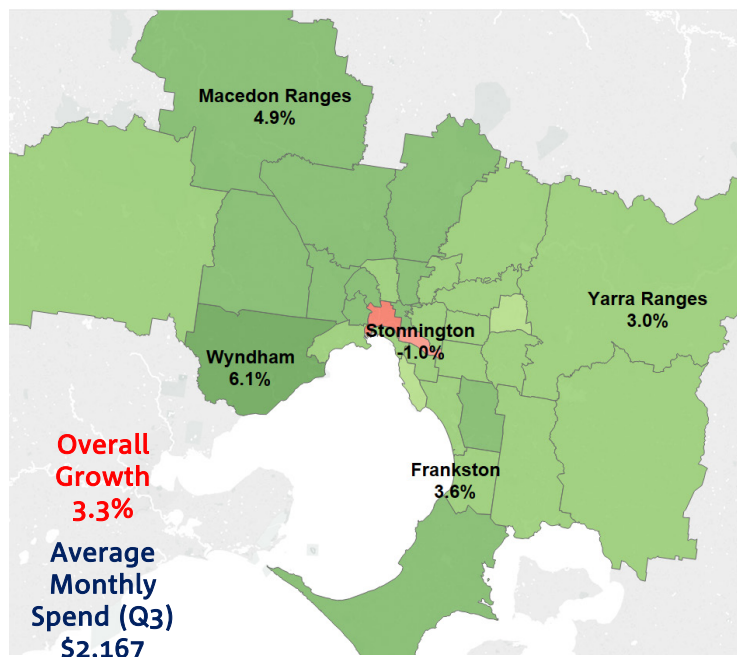 Macedon Ranges
4.9%
Yarra Ranges
3.0%
Stonnington
-1.0%
Wyndham
6.1%
Frankston
3.6%
Overall
Growth
3.3%
Average
Monthly
Spend (Q3)
$2,167